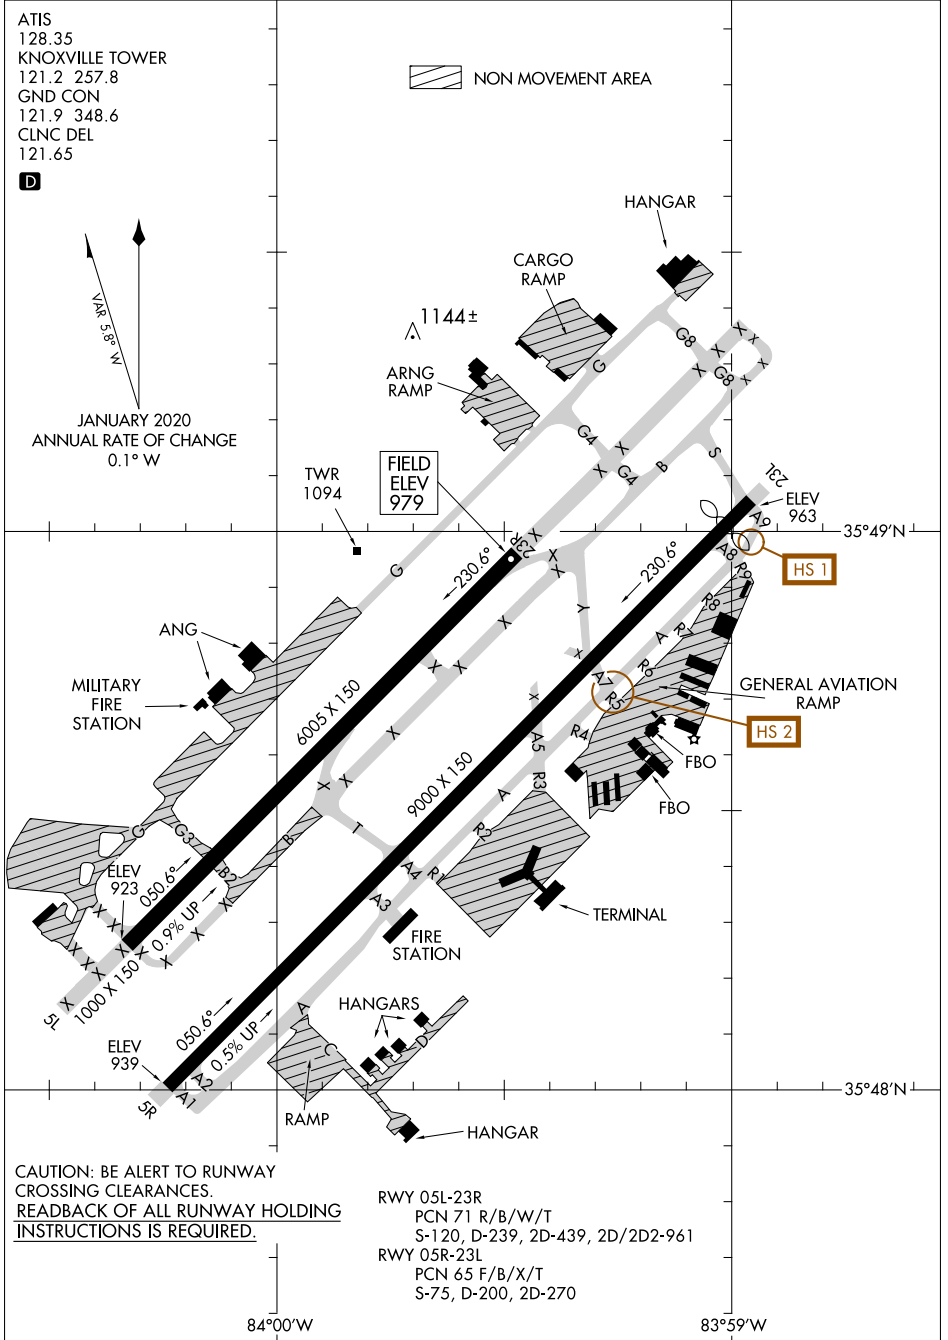 ATIS
128.35
KNOXVILLE TOWER
121.2 257.8
GND CON
121.9 348.6
CLNC DEL
121.65
D
NON MOVEMENT AREA
VAR 5.8° W
JANUARY 2020
ANNUAL RATE OF CHANGE
0.1° W
HANGAR
CARGO
RAMP
1144±
ARNG
RAMP
G
G8
X
X
X
G8
X
X
X
G4
X
X
G4
B
S
TWR
1094
FIELD
ELEV
979
23L
ELEV
963
A9
35°49'N
HS 1
23R
X
X
X
A8
R9
G
230.6°
230.6°
Y
X
R8
R7
A
R6
ANG
MILITARY
FIRE
STATION
X
X
X
A7
R5
GENERAL AVIATION
RAMP
HS 2
6005 X 150
X
X
R4
FBO
FBO
9000 X 150
A5
R3
X
X
A
R2
G
G3
B
T
ELEV
923
050.6°
B2
A4
R1
A3
TERMINAL
0.9% UP
FIRE
STATION
X
X
X
X
X
X
X
X
X
X
5L
1000 X 150
050.6°
0.5% UP
A
HANGARS
C
D
ELEV
939
A2
A1
5R
35°48'N
RAMP
HANGAR
CAUTION: BE ALERT TO RUNWAY
CROSSING CLEARANCES.
READBACK OF ALL RUNWAY HOLDING
INSTRUCTIONS IS REQUIRED.
RWY 05L-23R
PCN 71 R/B/W/T
S-120, D-239, 2D-439, 2D/2D2-961
RWY 05R-23L
PCN 65 F/B/X/T
S-75, D-200, 2D-270
84°00'W
83°59'W